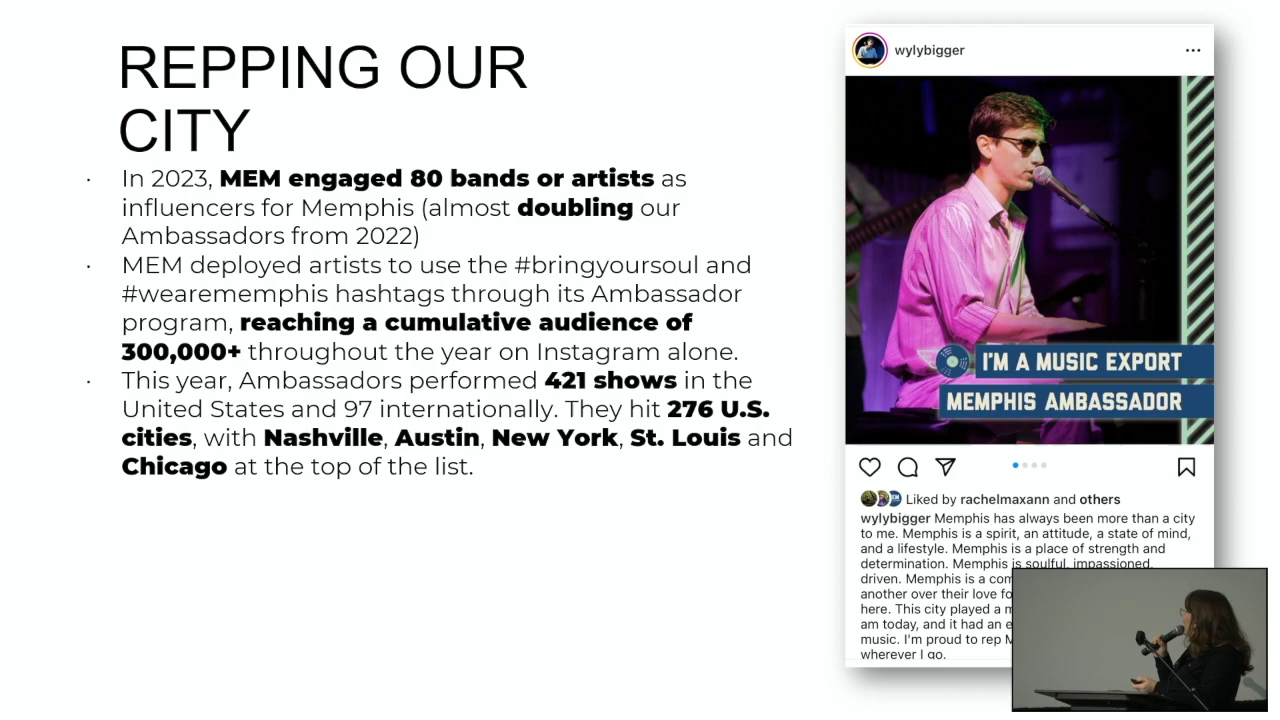 REPPING OUR
CITY
· In 2023, MEM engaged 80 bands or artists as
influencers for Memphis (almost doubling our
Ambassadors from 2022)
· MEM deployed artists to use the #bringyoursoul and
#wearememphis hashtags through its Ambassador
program, reaching a cumulative audience of
300,000+ throughout the year on Instagram alone.
· This year, Ambassadors performed 421 shows in the
United States and 97 internationally. They hit 276 U.S.
cities, with Nashville, Austin, New York, St. Louis and
Chicago at the top of the list.
wylybigger
I'M A MUSIC EXPORT
MEMPHIS AMBASSADOR
Liked by rachelmaxann and others
wylybigger Memphis has always been more than a city
to me. Memphis is a spirit, an attitude, a state of mind,
and a lifestyle. Memphis is a place of strength and
determination. Memphis is soulful, impassioned,
driven. Memphis is a
another over their love
here. This city played a
am today, and it had an
music. I'm proud to rep
wherever I go.